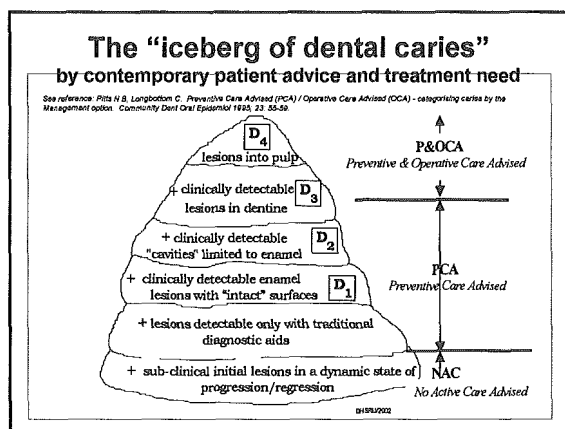 The "iceberg of dental caries"
by contemporary patient advice and treatment need
See reference: Pitts N B, Longbottom C. Preventive Care Advised (PCA) / Operative Care Advised (OCA) - categorising caries by the
Management option. Community Dent Oral Epidemiol 1995, 23: 55-59.
D4
lesions into pulp
P&OCA
Preventive & Operative Care Advised
+ clinically detectable
lesions in dentine
D3
+ clinically detectable
"cavities" limited to enamel
D2
+ clinically detectable enamel
lesions with "intact" surfaces
D1
PCA
Preventive Care Advised
+ lesions detectable only with traditional
diagnostic aids
+ sub-clinical initial lesions in a dynamic state of
progression/regression
NAC
No Active Care Advised
DHSRU/2002